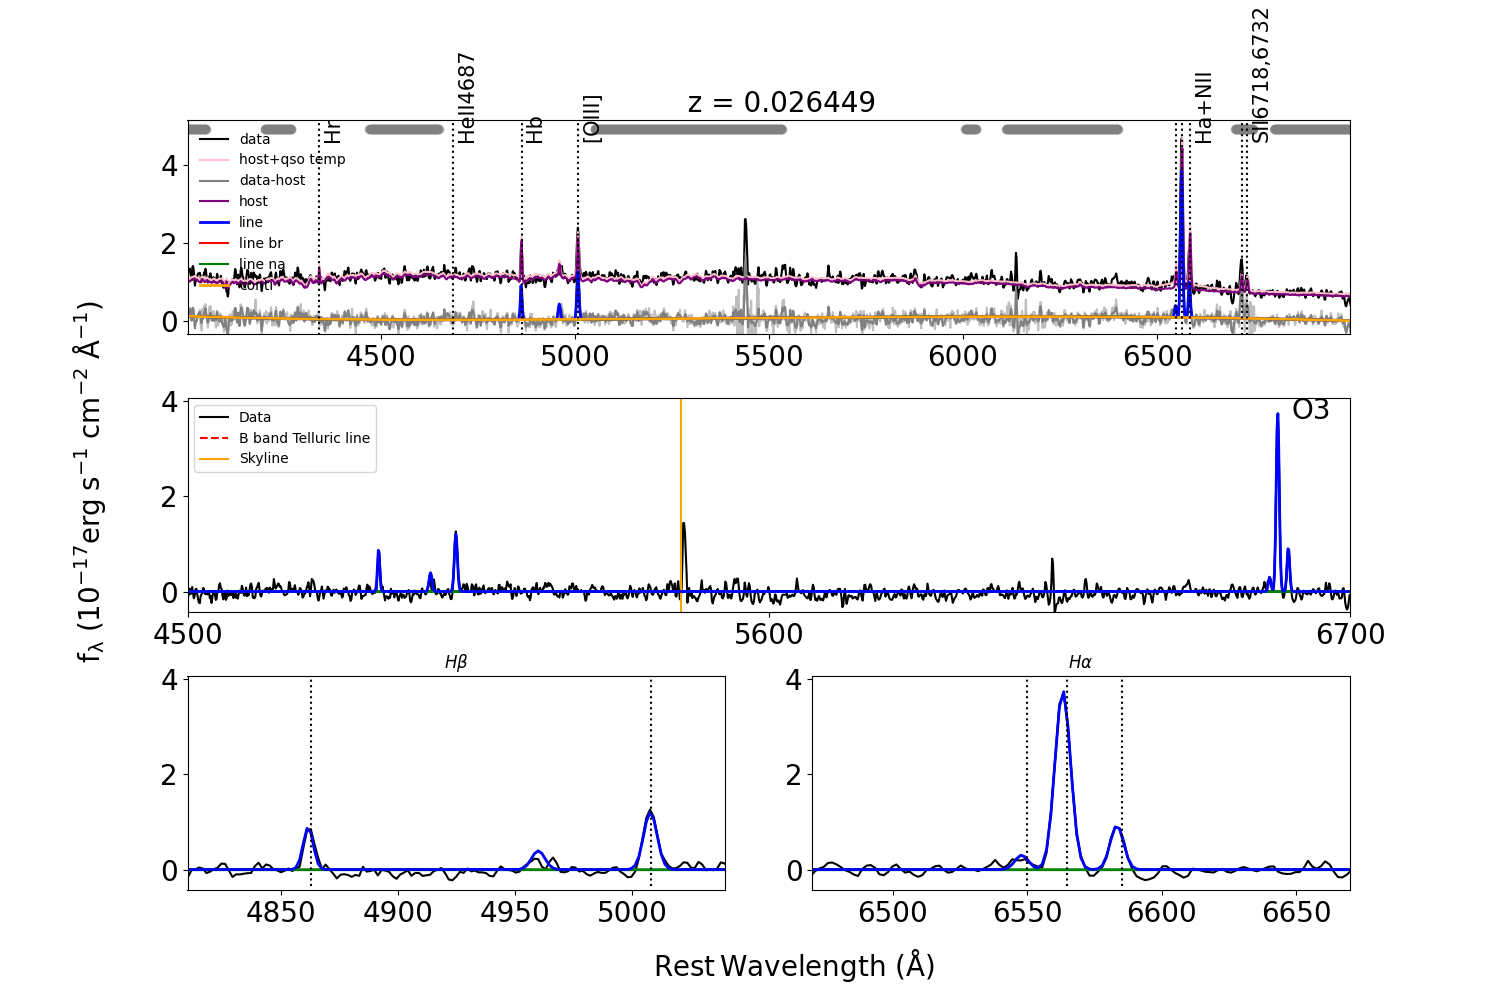 z = 0.026449
Hr
HeII4687
Hb
[OIII]
Ha+NII
SII6718,6732
data
host+qso temp
data-host
host
line
line br
line na
conti
4
2
0
4500
5000
5500
6000
6500
fλ (10⁻¹⁷erg s⁻¹ cm⁻² Å⁻¹)
O3
Data
B band Telluric line
Skyline
4
2
0
4500
5600
6700
Hβ
4
2
0
4850
4900
4950
5000
Hα
4
2
0
6500
6550
6600
6650
Rest Wavelength (Å)